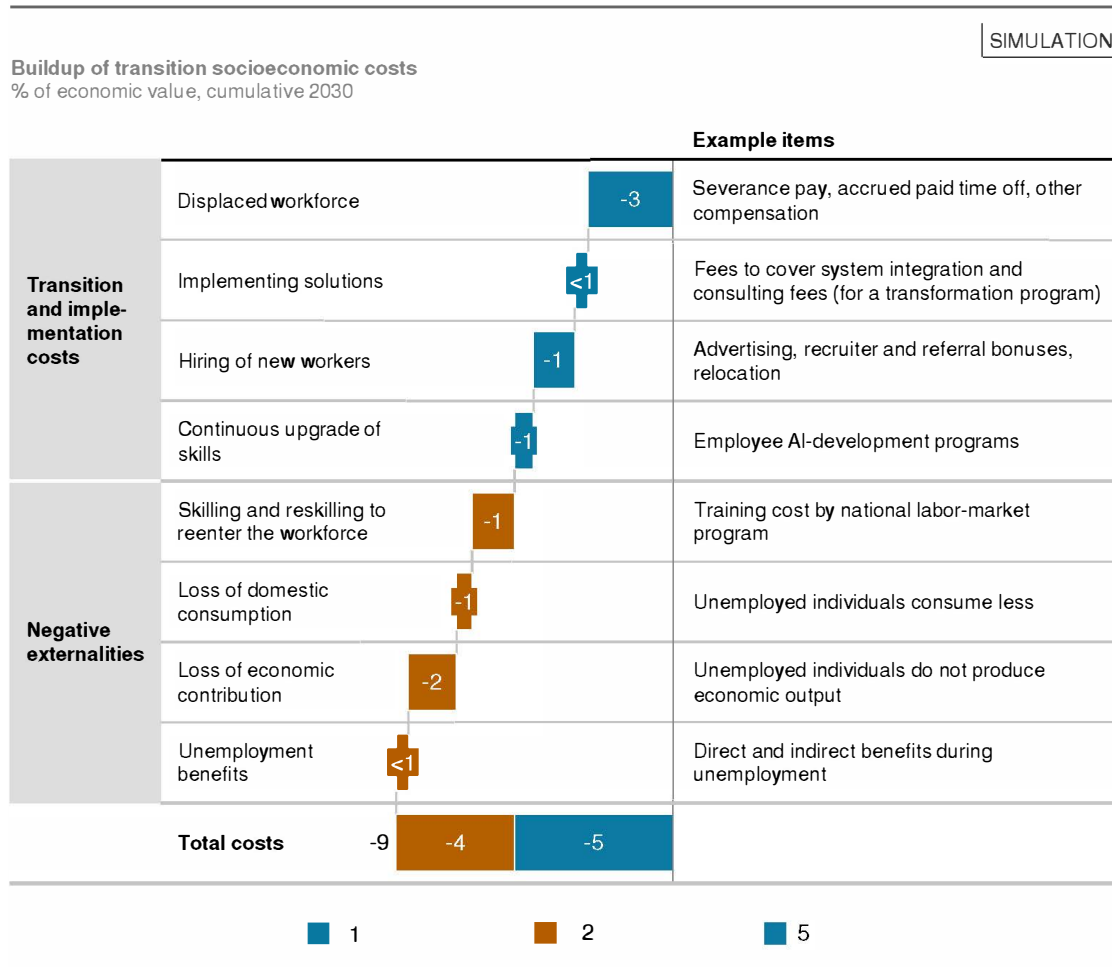 SIMULATION
Buildup of transition socioeconomic costs
% of economic value, cumulative 2030
Example items
Transition
and imple-
mentation
costs
Displaced workforce
-3
Severance pay, accrued paid time off, other
compensation
Implementing solutions
<1
Fees to cover system integration and
consulting fees (for a transformation program)
Hiring of new workers
-1
Advertising, recruiter and referral bonuses,
relocation
Continuous upgrade of
skills
-1
Employee AI-development programs
Negative
externalities
Skilling and reskilling to
reenter the workforce
-1
Training cost by national labor-market
program
Loss of domestic
consumption
-1
Unemployed individuals consume less
Loss of economic
contribution
-2
Unemployed individuals do not produce
economic output
Unemployment
benefits
<1
Direct and indirect benefits during
unemployment
Total costs
-9
-4
-5
1
2
5